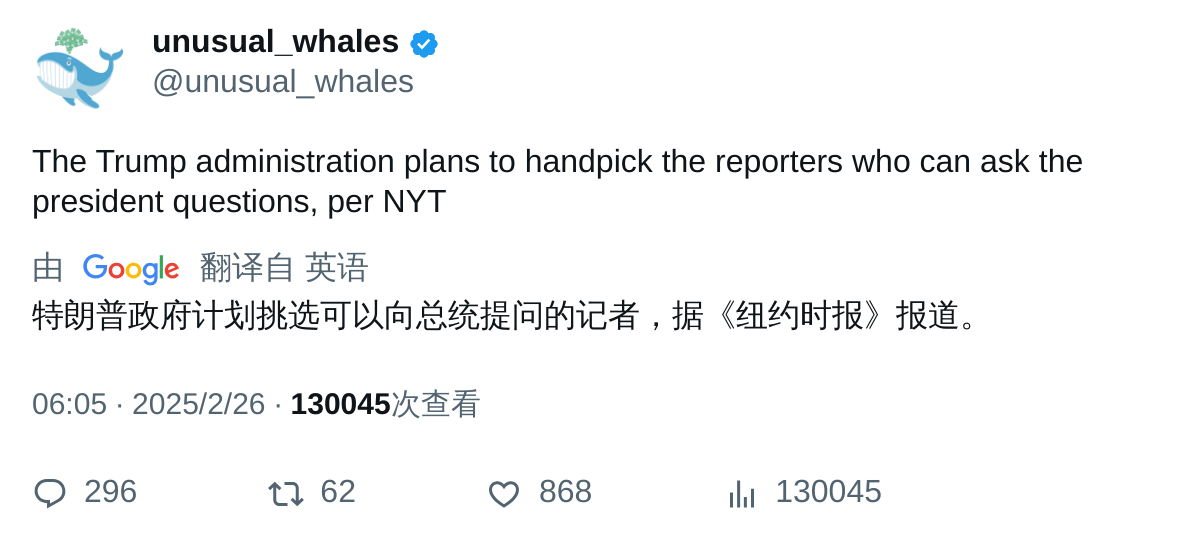 unusual_whales
@unusual_whales
The Trump administration plans to handpick the reporters who can ask the
president questions, per NYT
由 Google 翻译自 英语
特朗普政府计划挑选可以向总统提问的记者，据《纽约时报》报道。
06:05 · 2025/2/26 · 130045次查看
296 62 868 130045